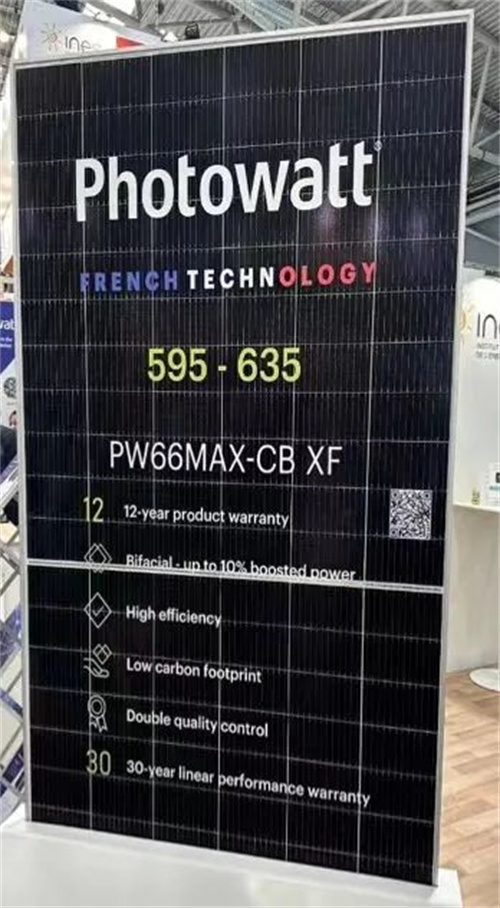 ines
Photowatt®
FRENCH TECHNOLOGY
595 - 635
PW66MAX-CB XF
12 12-year product warranty
Bifacial - up to 10% boosted power
High efficiency
Low carbon footprint
Double quality control
30 30-year linear performance warranty